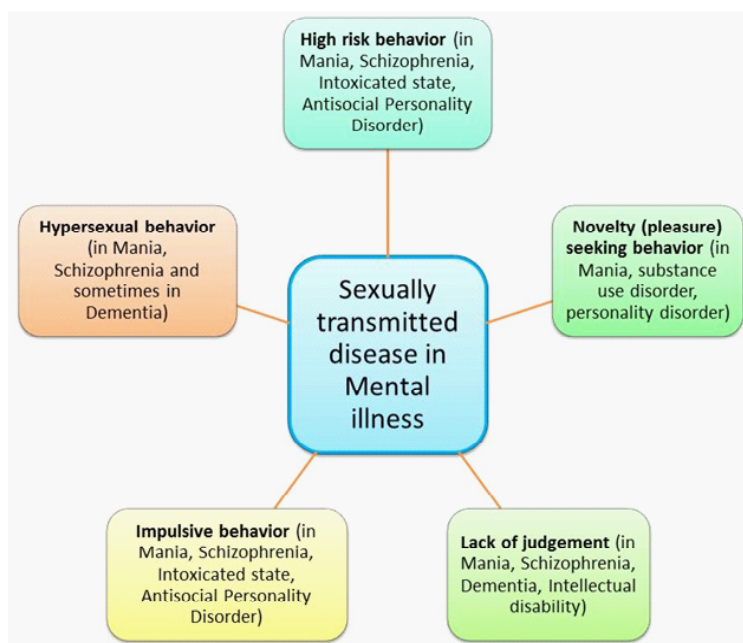 High risk behavior (in
Mania, Schizophrenia,
Intoxicated state,
Antisocial Personality
Disorder)
Hypersexual behavior
(in Mania,
Schizophrenia and
sometimes in
Dementia)
Novelty (pleasure)
seeking behavior (in
Mania, substance
use disorder,
personality disorder)
Sexually
transmitted
disease in
Mental
illness
Impulsive behavior (in
Mania, Schizophrenia,
Intoxicated state,
Antisocial Personality
Disorder)
Lack of judgement (in
Mania, Schizophrenia,
Dementia, Intellectual
disability)